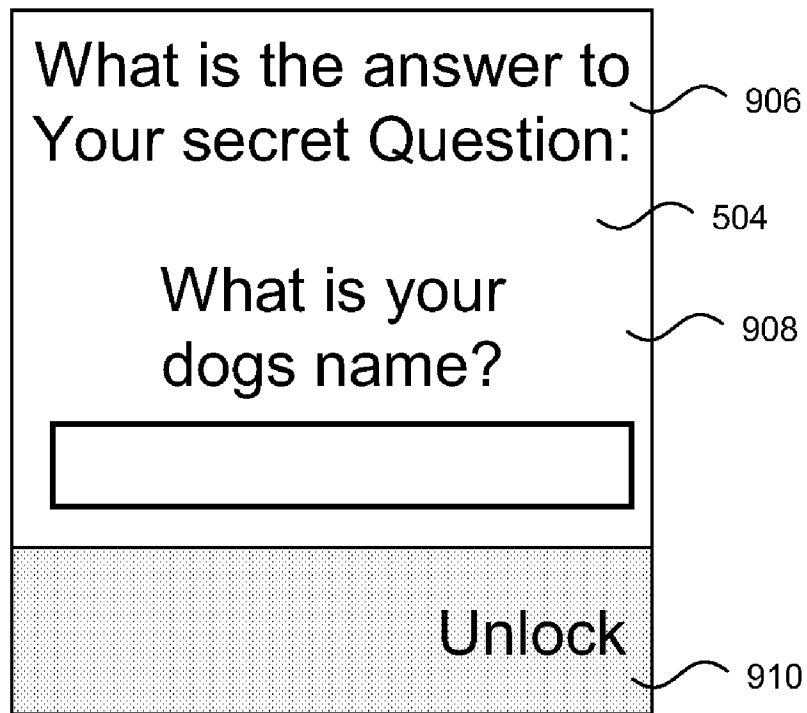 What is the answer to
906
Your secret Question:
504
What is your
908
dogs name?
Unlock
910